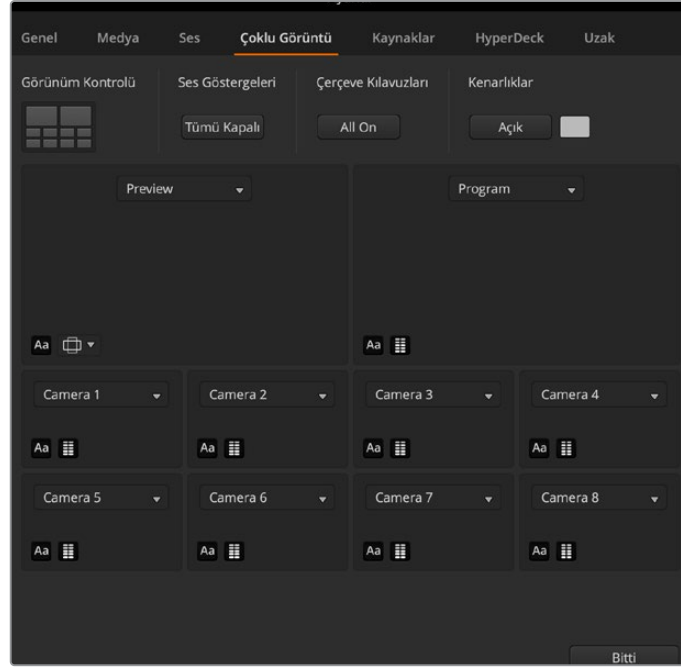 Genel Medya Ses Çoklu Görüntü Kaynaklar HyperDeck Uzak
Görünüm Kontrolü Ses Göstergeleri Çerçeve Kılavuzları Kenarlıklar
Tümü Kapalı All On Açık
Preview Program
Aa Aa
Camera 1 Camera 2 Camera 3 Camera 4
Aa Aa Aa Aa
Camera 5 Camera 6 Camera 7 Camera 8
Aa Aa Aa Aa
Bitti